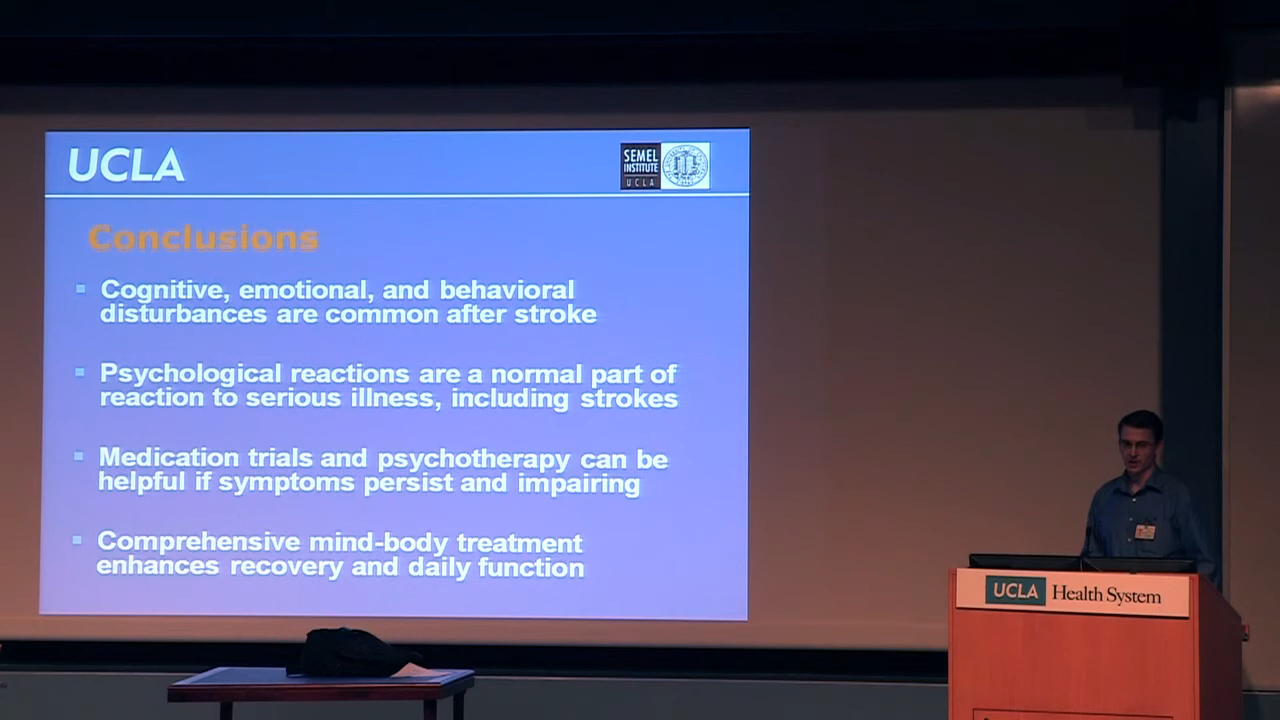 UCLA
SEMEL
INSTITUTE
UCLA
Conclusions
Cognitive, emotional, and behavioral
disturbances are common after stroke
Psychological reactions are a normal part of
reaction to serious illness, including strokes
Medication trials and psychotherapy can be
helpful if symptoms persist and impairing
Comprehensive mind-body treatment
enhances recovery and daily function
UCLA Health System